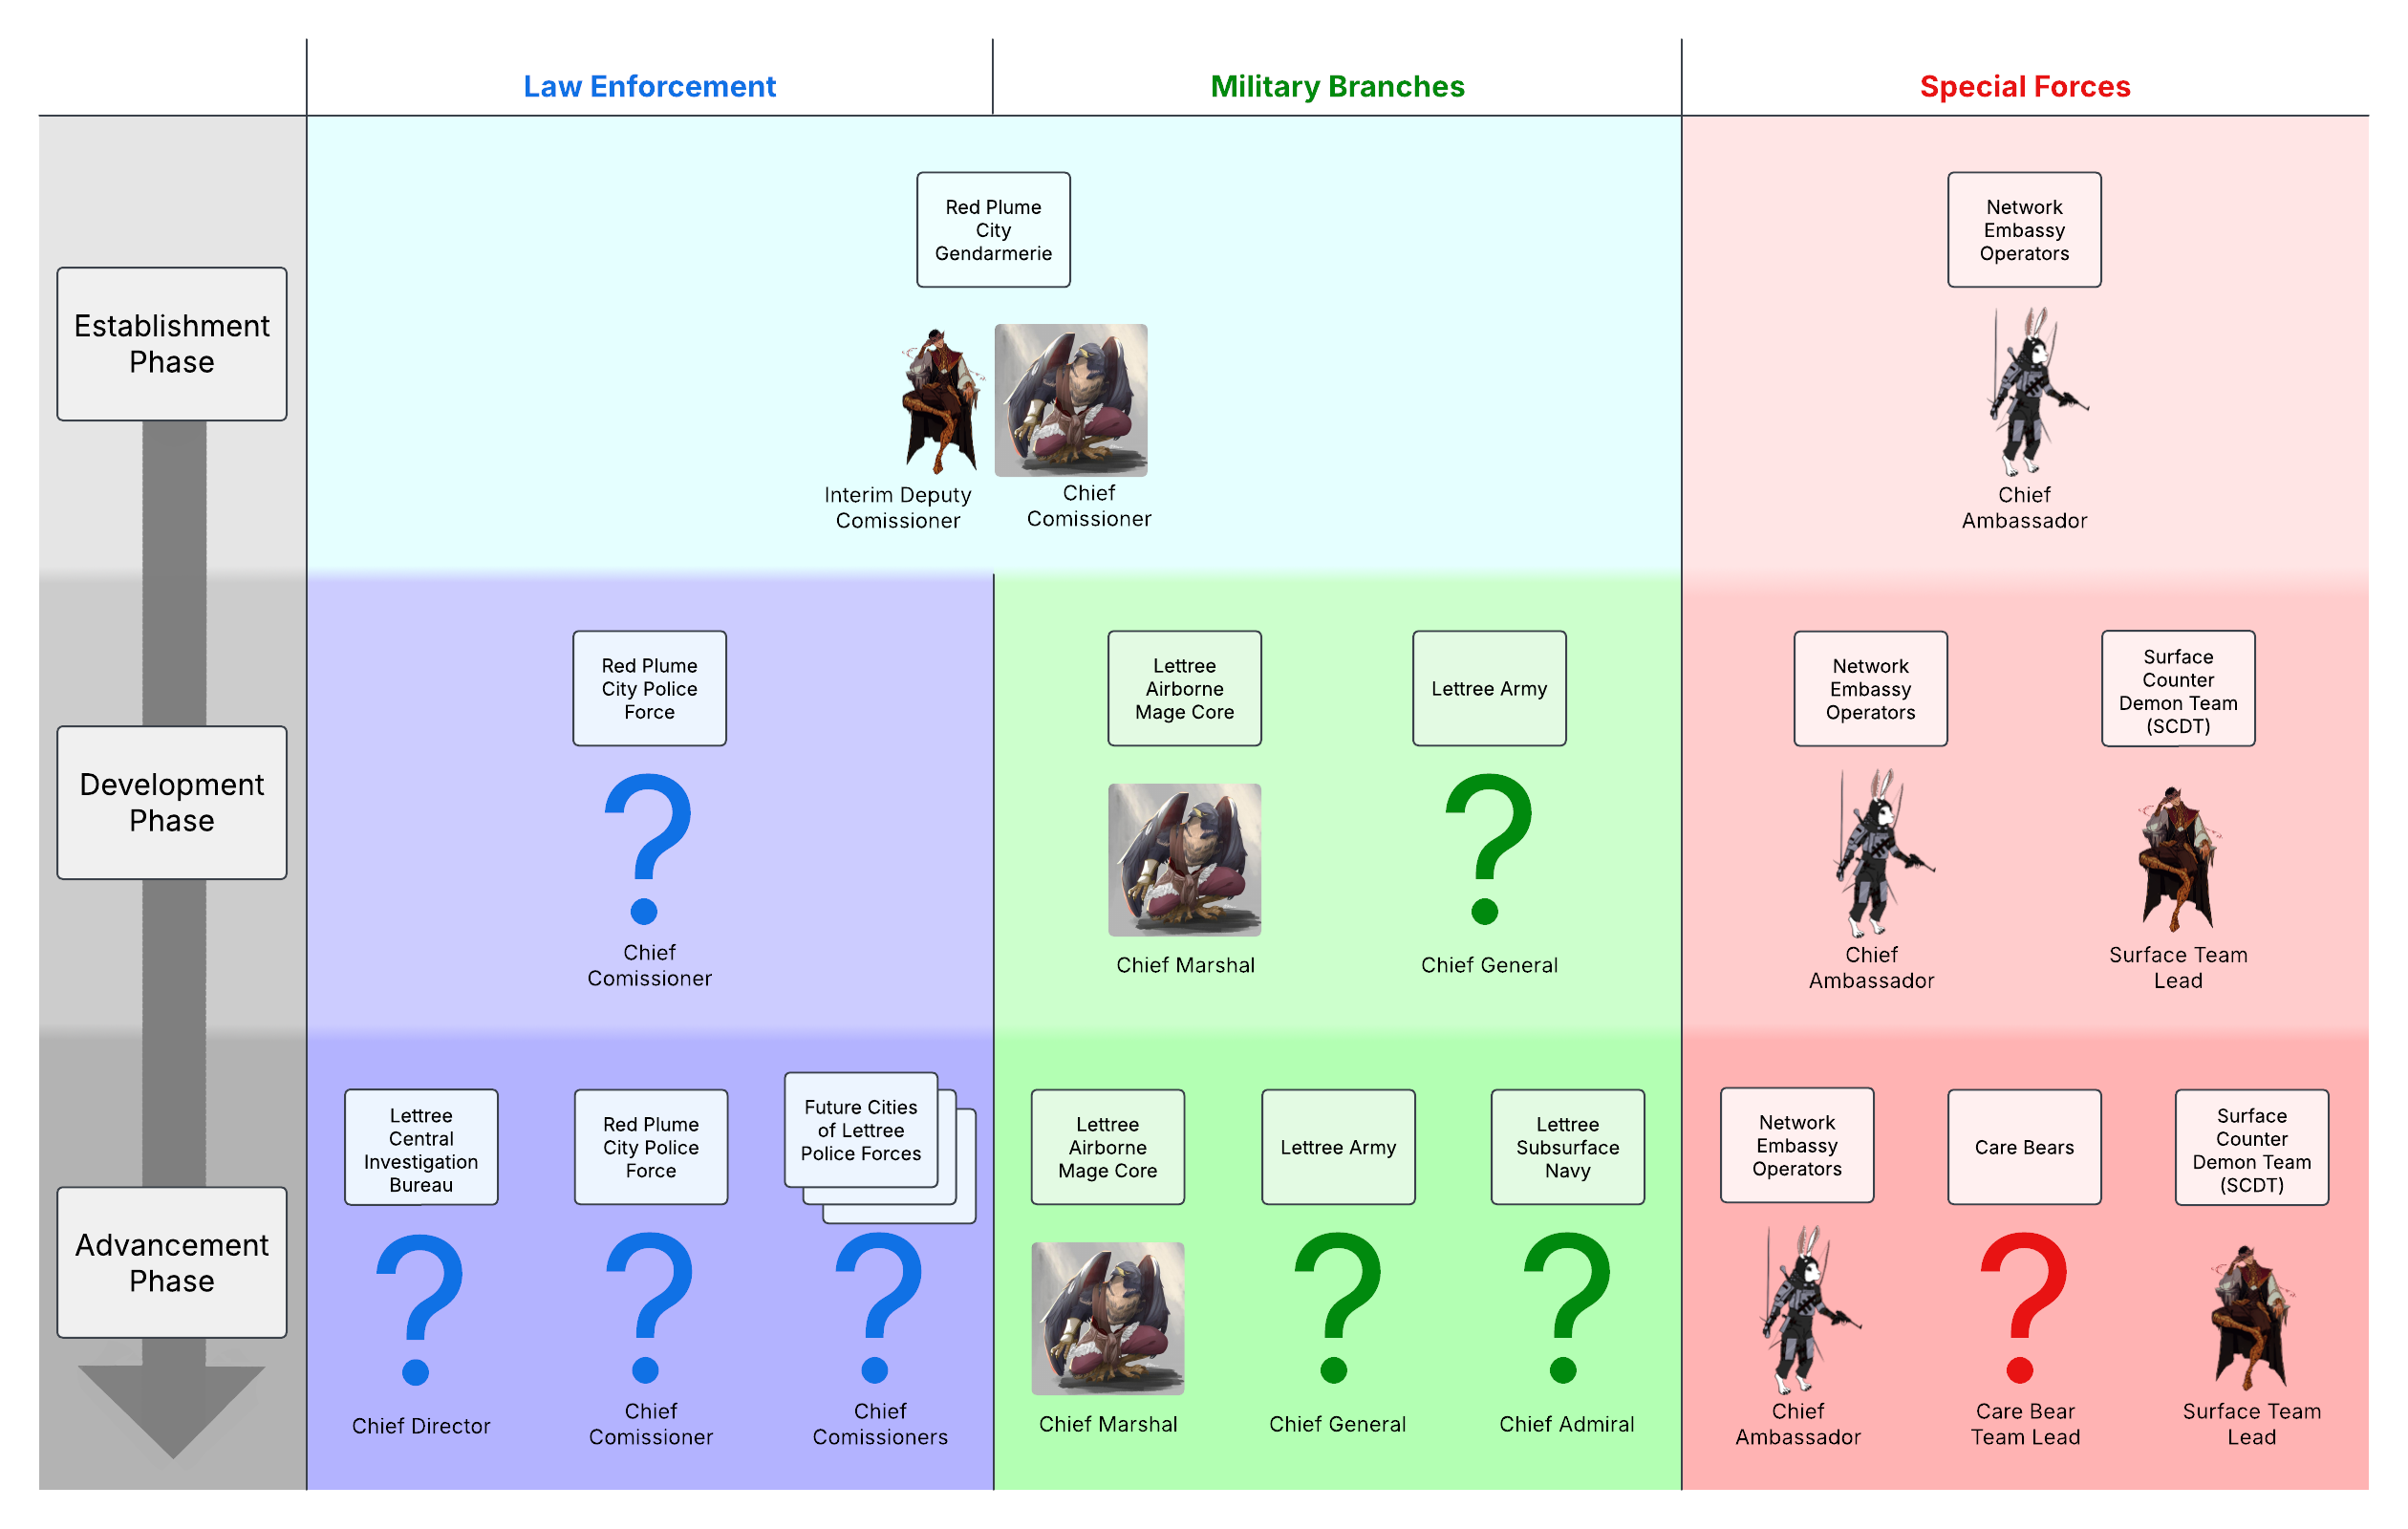 Law Enforcement
Military Branches
Special Forces
Establishment
Phase
Red Plume
City
Gendarmerie
Interim Deputy
Comissioner
Chief
Comissioner
Network
Embassy
Operators
Chief
Ambassador
Development
Phase
Red Plume
City Police
Force
?
Chief
Comissioner
Lettree
Airborne
Mage Core
Chief Marshal
Lettree Army
?
Chief General
Network
Embassy
Operators
Chief
Ambassador
Surface
Counter
Demon Team
(SCDT)
Surface Team
Lead
Advancement
Phase
Lettree
Central
Investigation
Bureau
?
Chief Director
Red Plume
City Police
Force
?
Chief
Comissioner
Future Cities
of Lettree
Police Forces
?
Chief
Comissioners
Lettree
Airborne
Mage Core
Chief Marshal
Lettree Army
?
Chief General
Lettree
Subsurface
Navy
?
Chief Admiral
Network
Embassy
Operators
Chief
Ambassador
Care Bears
?
Care Bear
Team Lead
Surface
Counter
Demon Team
(SCDT)
Surface Team
Lead